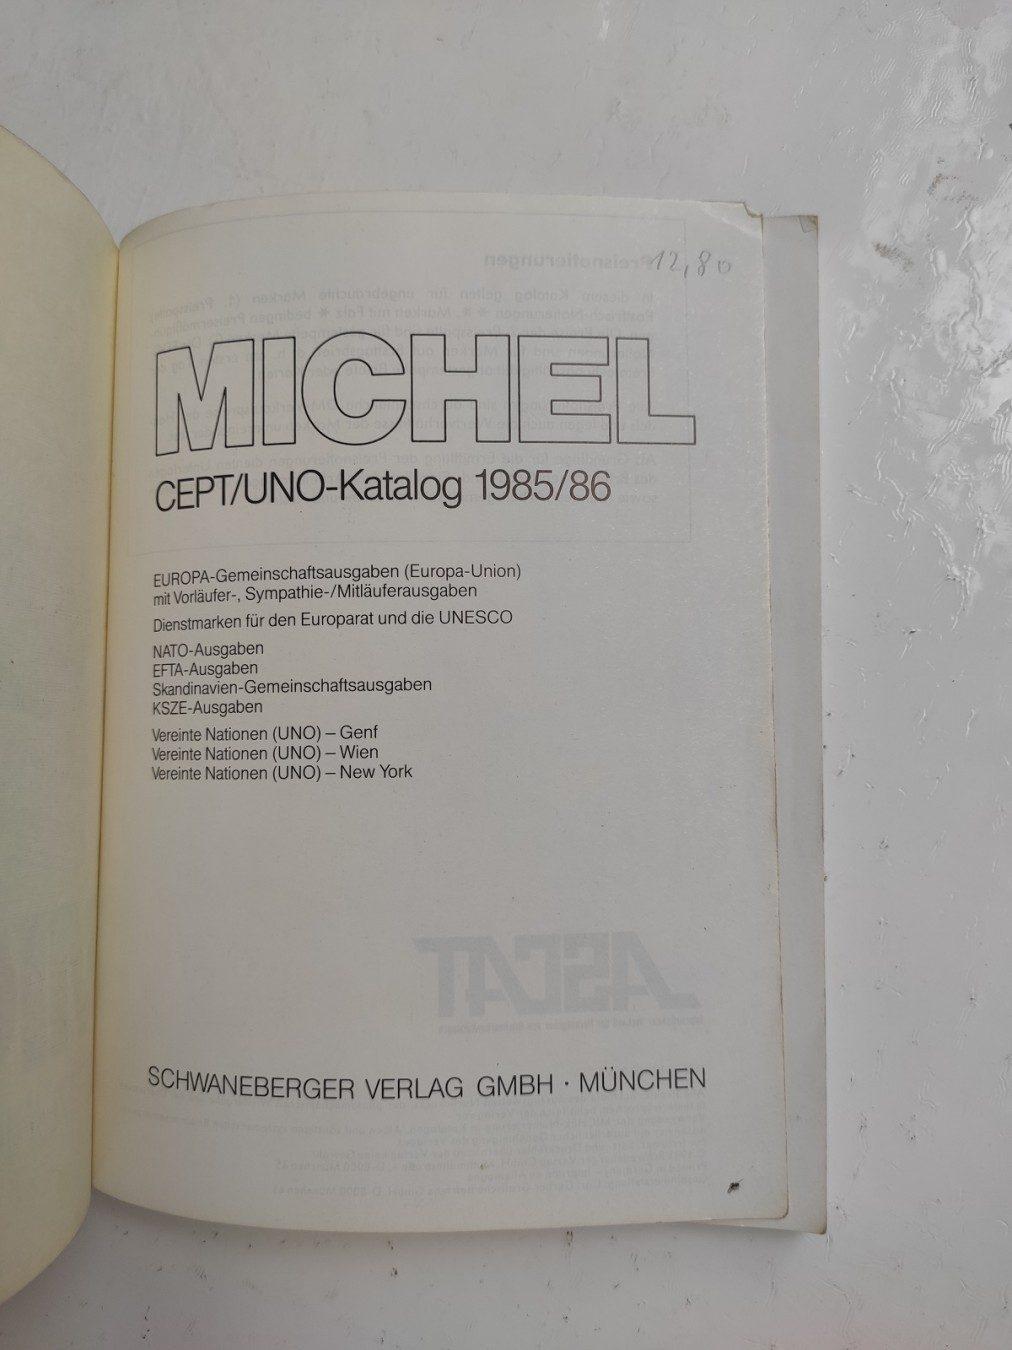 12,80
MICHEL
CEPT/UNO-Katalog 1985/86
EUROPA-Gemeinschaftsausgaben (Europa-Union)
mit Vorläufer-, Sympathie-/Mitläuferausgaben
Dienstmarken für den Europarat und die UNESCO
NATO-Ausgaben
EFTA-Ausgaben
Skandinavien-Gemeinschaftsausgaben
KSZE-Ausgaben
Vereinte Nationen (UNO) – Genf
Vereinte Nationen (UNO) – Wien
Vereinte Nationen (UNO) – New York
SCHWANEBERGER VERLAG GMBH · MÜNCHEN